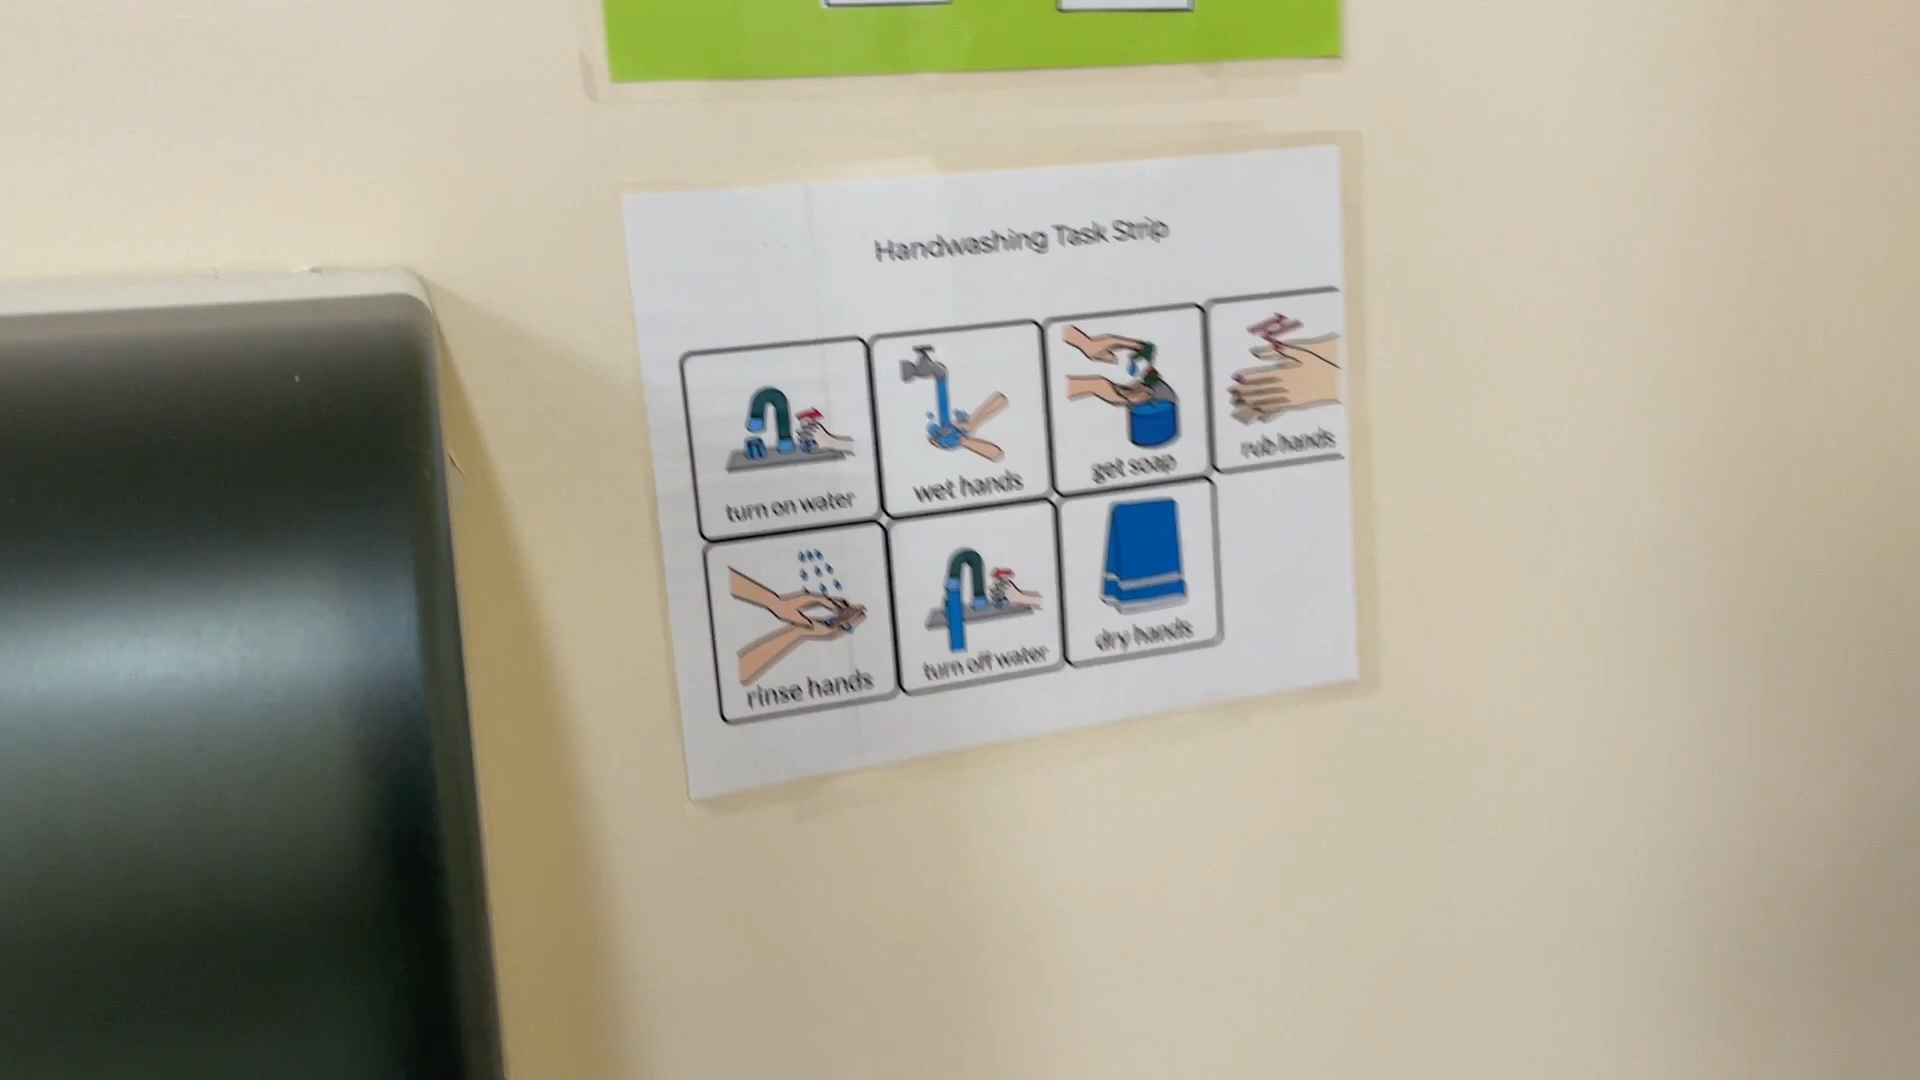 Handwashing Task Strip
turn on water
wet hands
get soap
rub hands
rinse hands
turn off water
dry hands